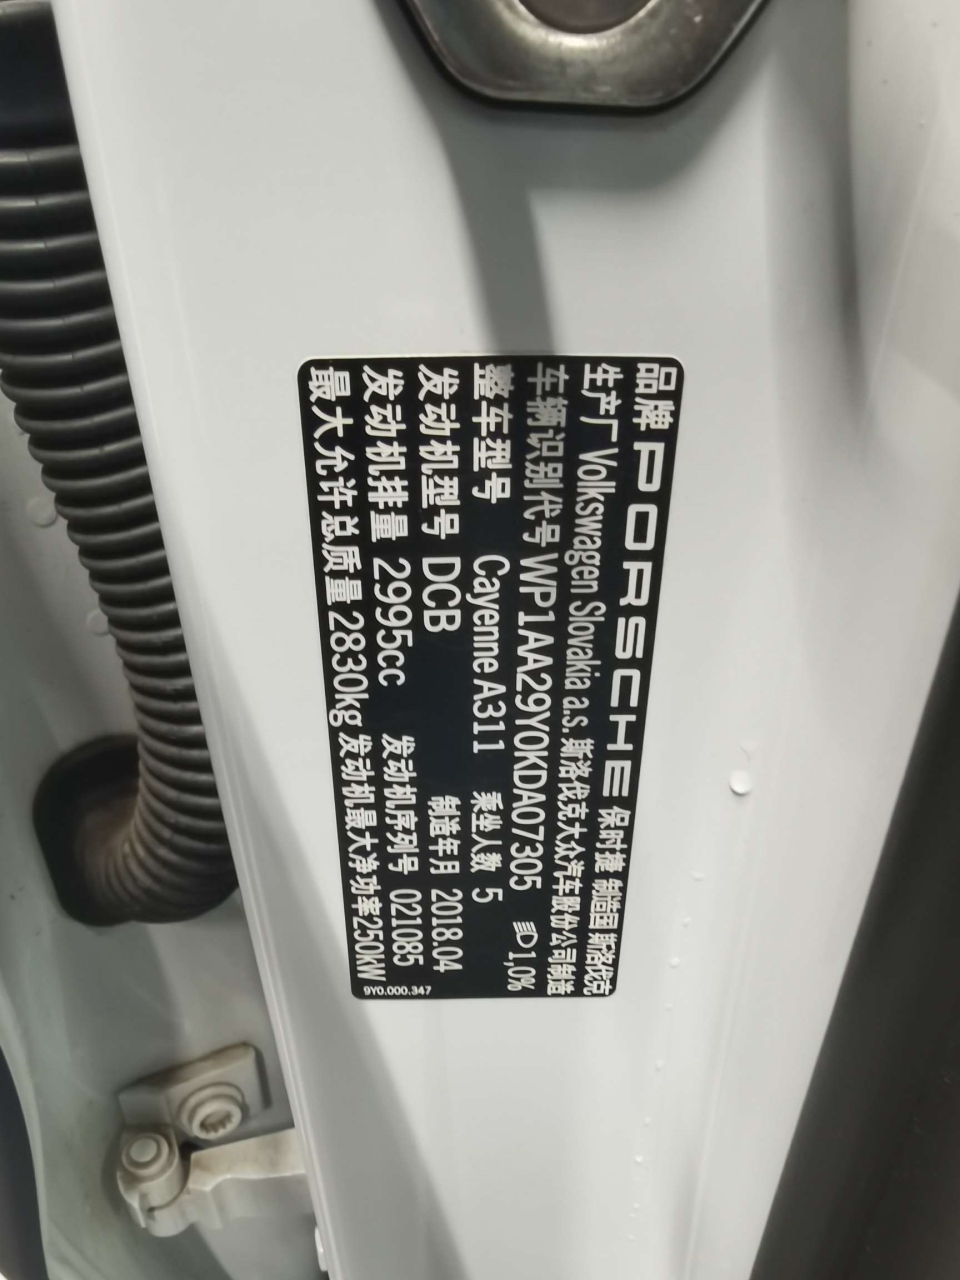 品牌 PORSCHE 保时捷 制造国 斯洛伐克
生产厂 Volkswagen Slovakia a.s. 斯洛伐克大众汽车股份公司制造
车辆识别代号 WP1AA29Y0KDA07305 1,0%
整车型号 Cayenne A311 乘坐人数 5
发动机型号 DCB 制造年月 2018.04
发动机排量 2995cc 发动机序列号 021085
最大允许总质量 2830kg 发动机最大净功率250kW
9Y0.000.347